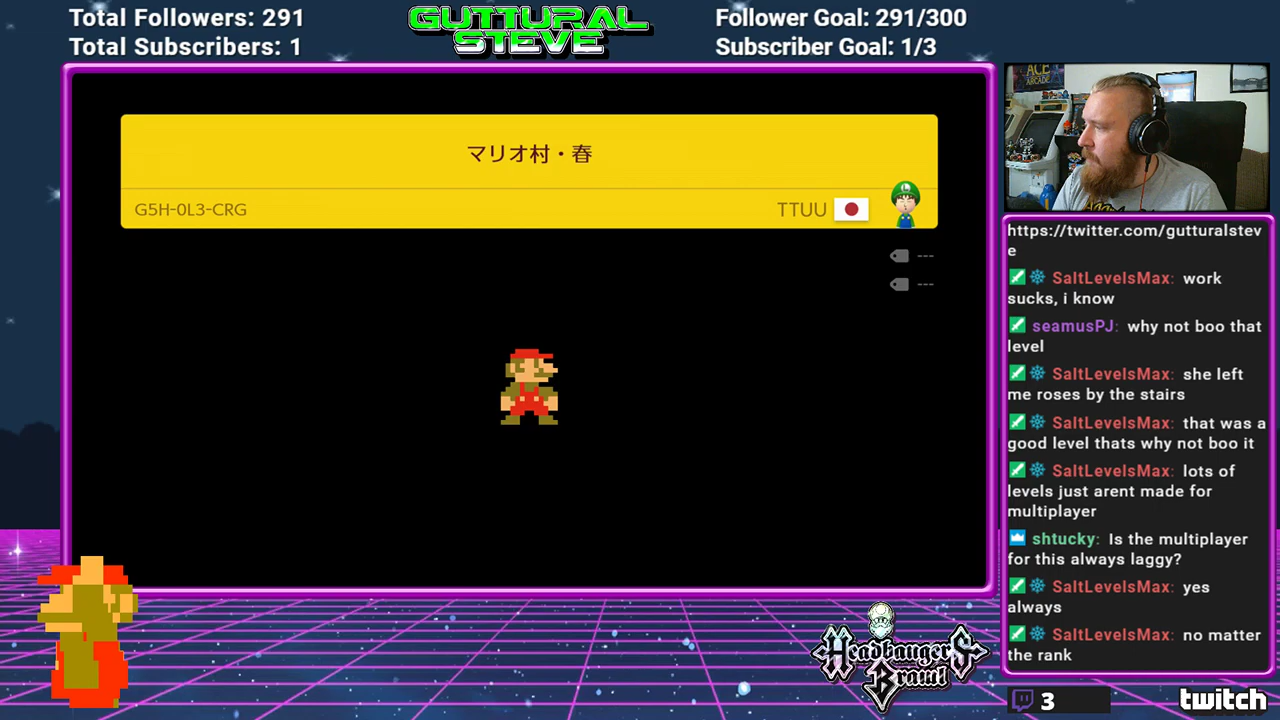 Total Followers: 291
Total Subscribers: 1
GUTTURAL
STEVE
Follower Goal: 291/300
Subscriber Goal: 1/3
マリオ村・春
G5H-0L3-CRG
TTUU
---
---
ACE
ARCADE
https://twitter.com/gutturalstev
e
SaltLevelsMax: work
sucks, i know
seamusPJ: why not boo that
level
SaltLevelsMax: she left
me roses by the stairs
SaltLevelsMax: that was a
good level thats why not boo it
SaltLevelsMax: lots of
levels just arent made for
multiplayer
shtucky: Is the multiplayer
for this always laggy?
SaltLevelsMax: yes
always
SaltLevelsMax: no matter
the rank
Headbangers
Brawl
3
twitch